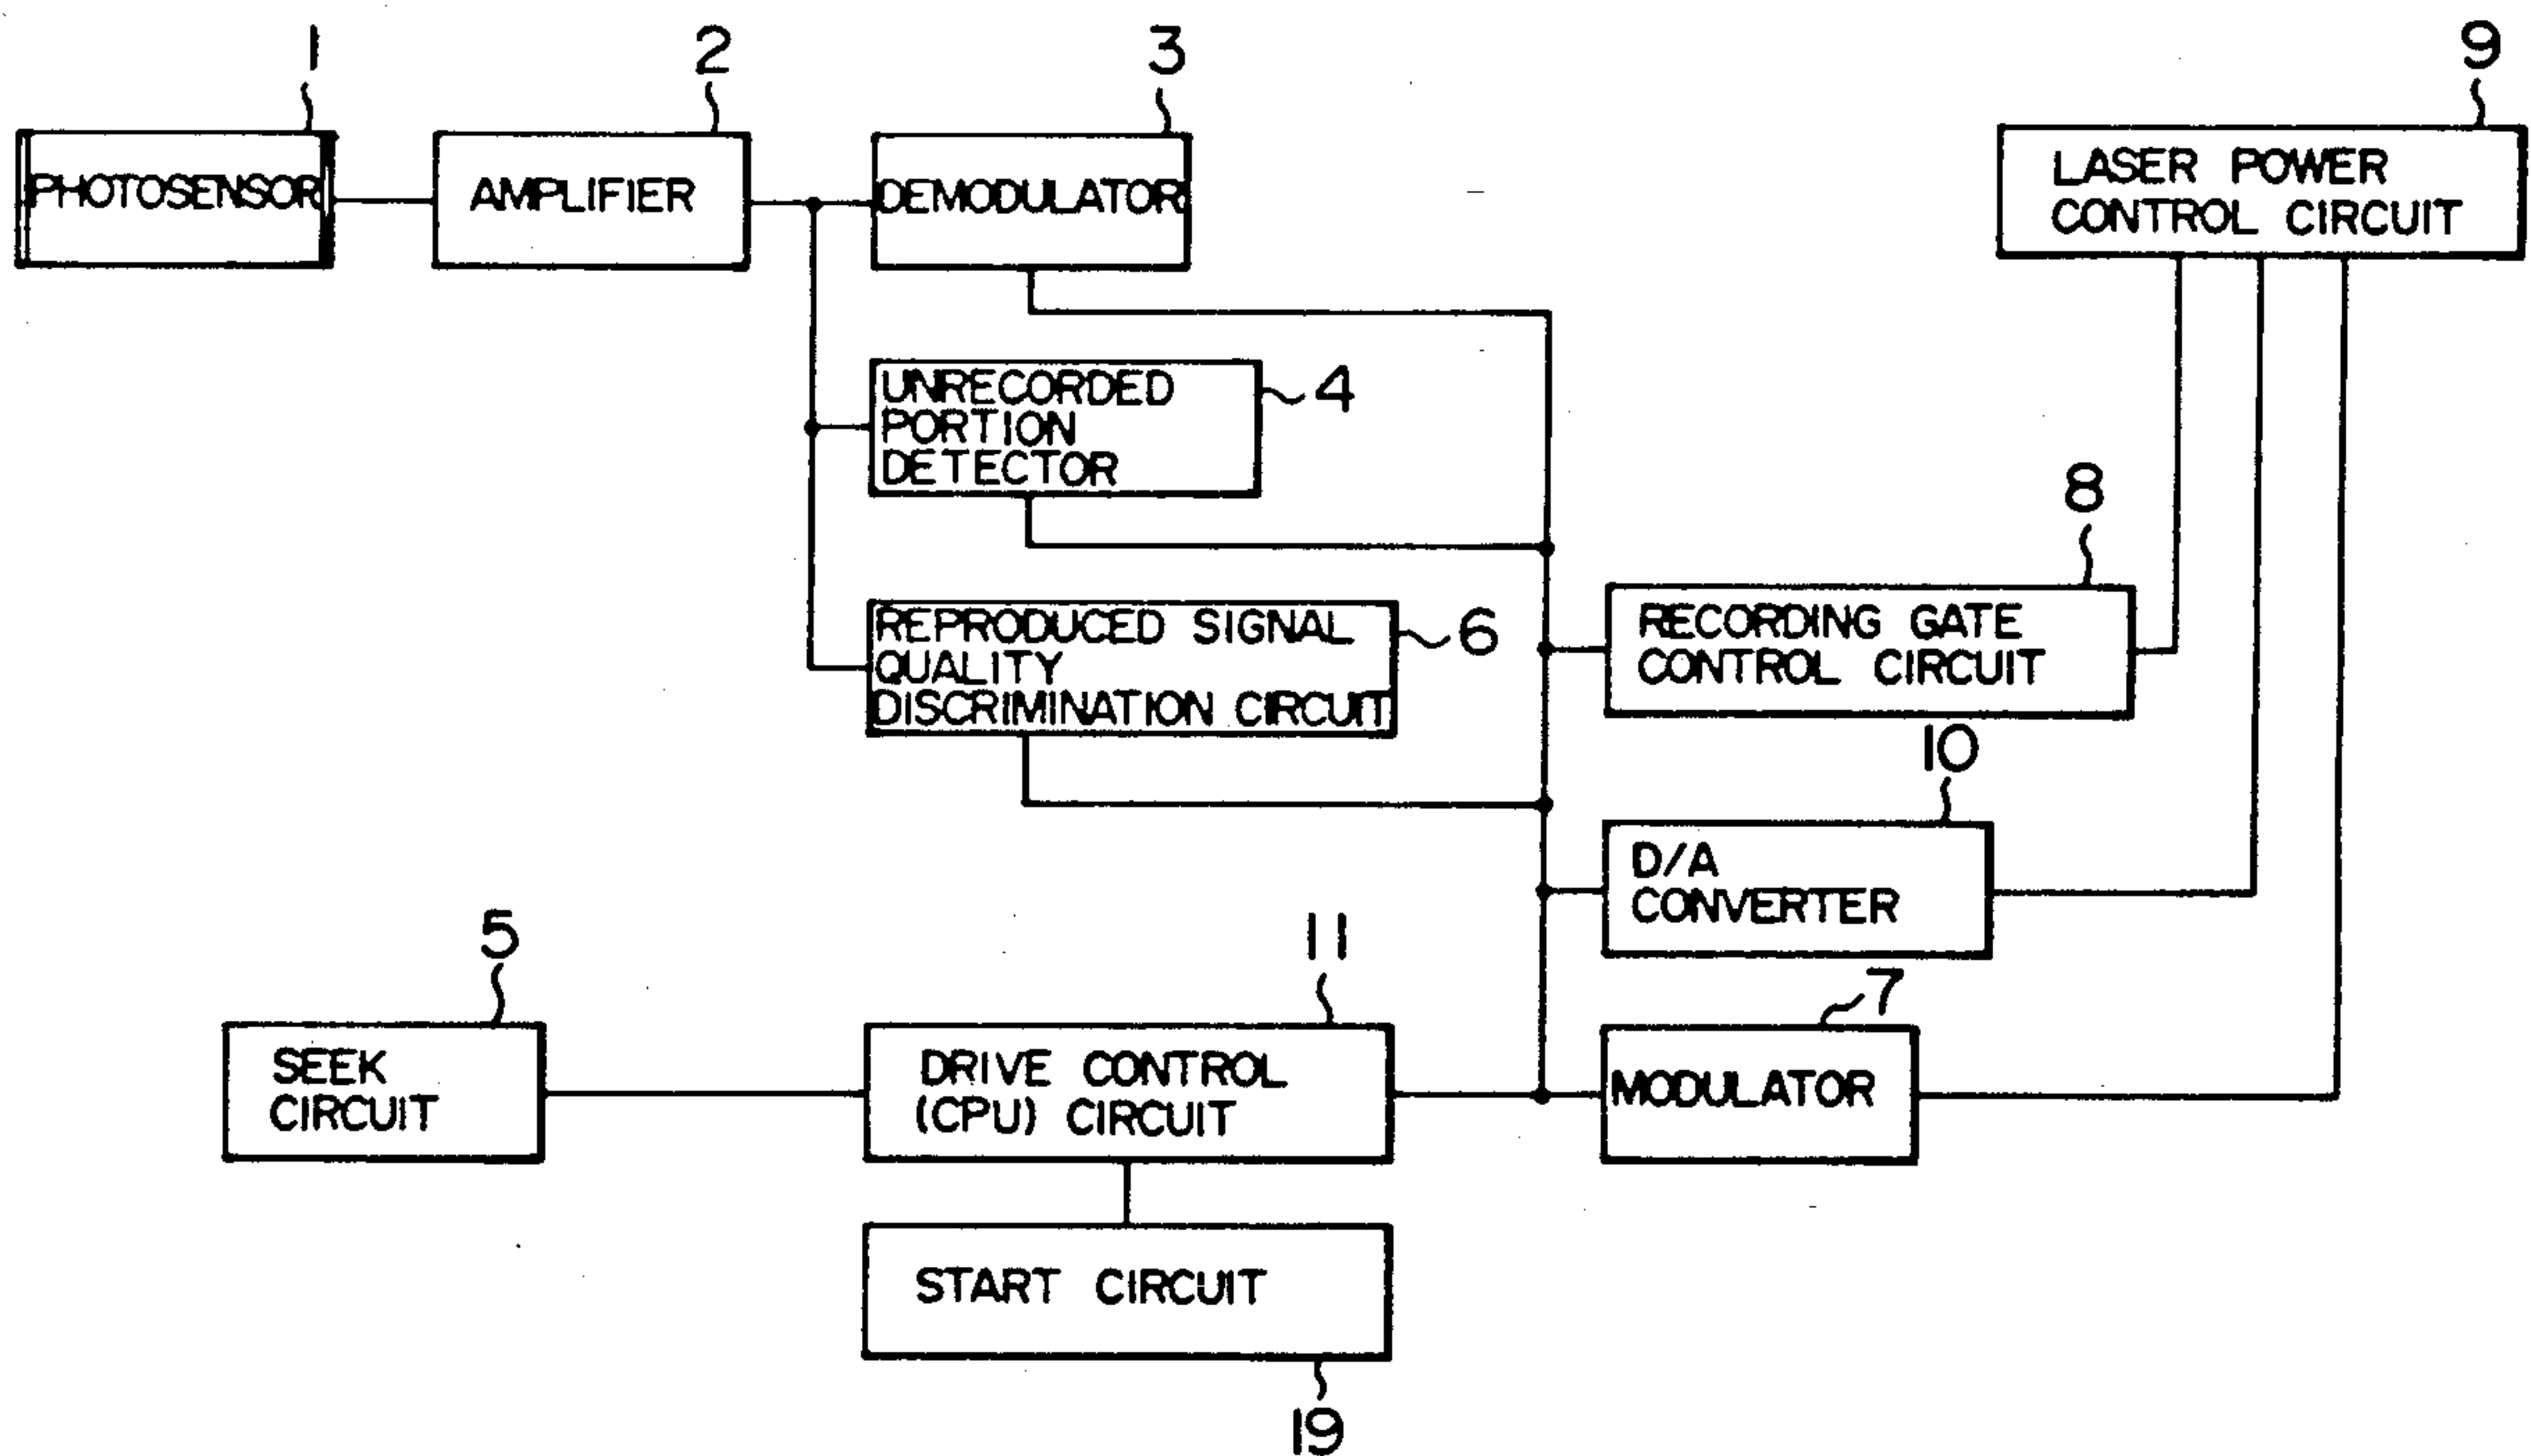 1
2
3
9
PHOTOSENSOR
AMPLIFIER
DEMODULATOR
LASER POWER
CONTROL CIRCUIT
4
UNRECORDED
PORTION
DETECTOR
8
6
REPRODUCED SIGNAL
QUALITY
DISCRIMINATION CIRCUIT
RECORDING GATE
CONTROL CIRCUIT
10
D/A
CONVERTER
5
11
7
SEEK
CIRCUIT
DRIVE CONTROL
(CPU) CIRCUIT
MODULATOR
START CIRCUIT
19